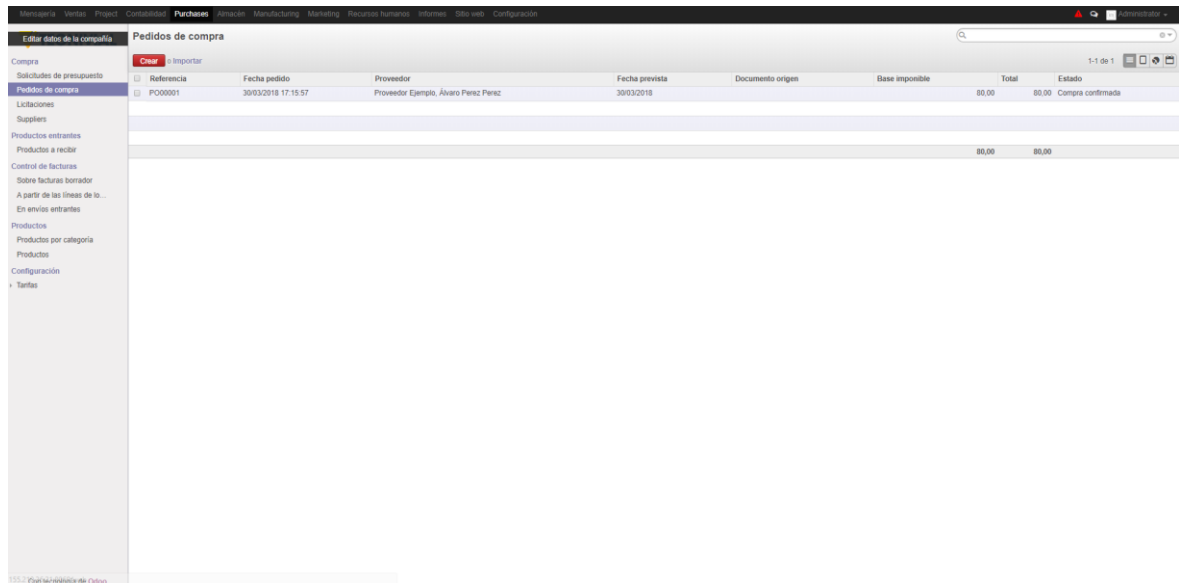 Mensajería Ventas Project Contabilidad Purchases Almacén Manufacturing Marketing Recursos humanos Informes Sitio web Configuración Administrator
Editar datos de la compañía
Pedidos de compra
Crear o Importar
1-1 de 1
Compra
Solicitudes de presupuesto
Pedidos de compra
Licitaciones
Suppliers
Productos entrantes
Productos a recibir
Control de facturas
Sobre facturas borrador
A partir de las líneas de lo...
En envíos entrantes
Productos
Productos por categoría
Productos
Configuración
Tarifas
Referencia Fecha pedido Proveedor Fecha prevista Documento origen Base imponible Total Estado
PO00001 30/03/2018 17:15:57 Proveedor Ejemplo, Álvaro Perez Perez 30/03/2018 80,00 80,00 Compra confirmada
80,00 80,00
Con tecnología de Odoo